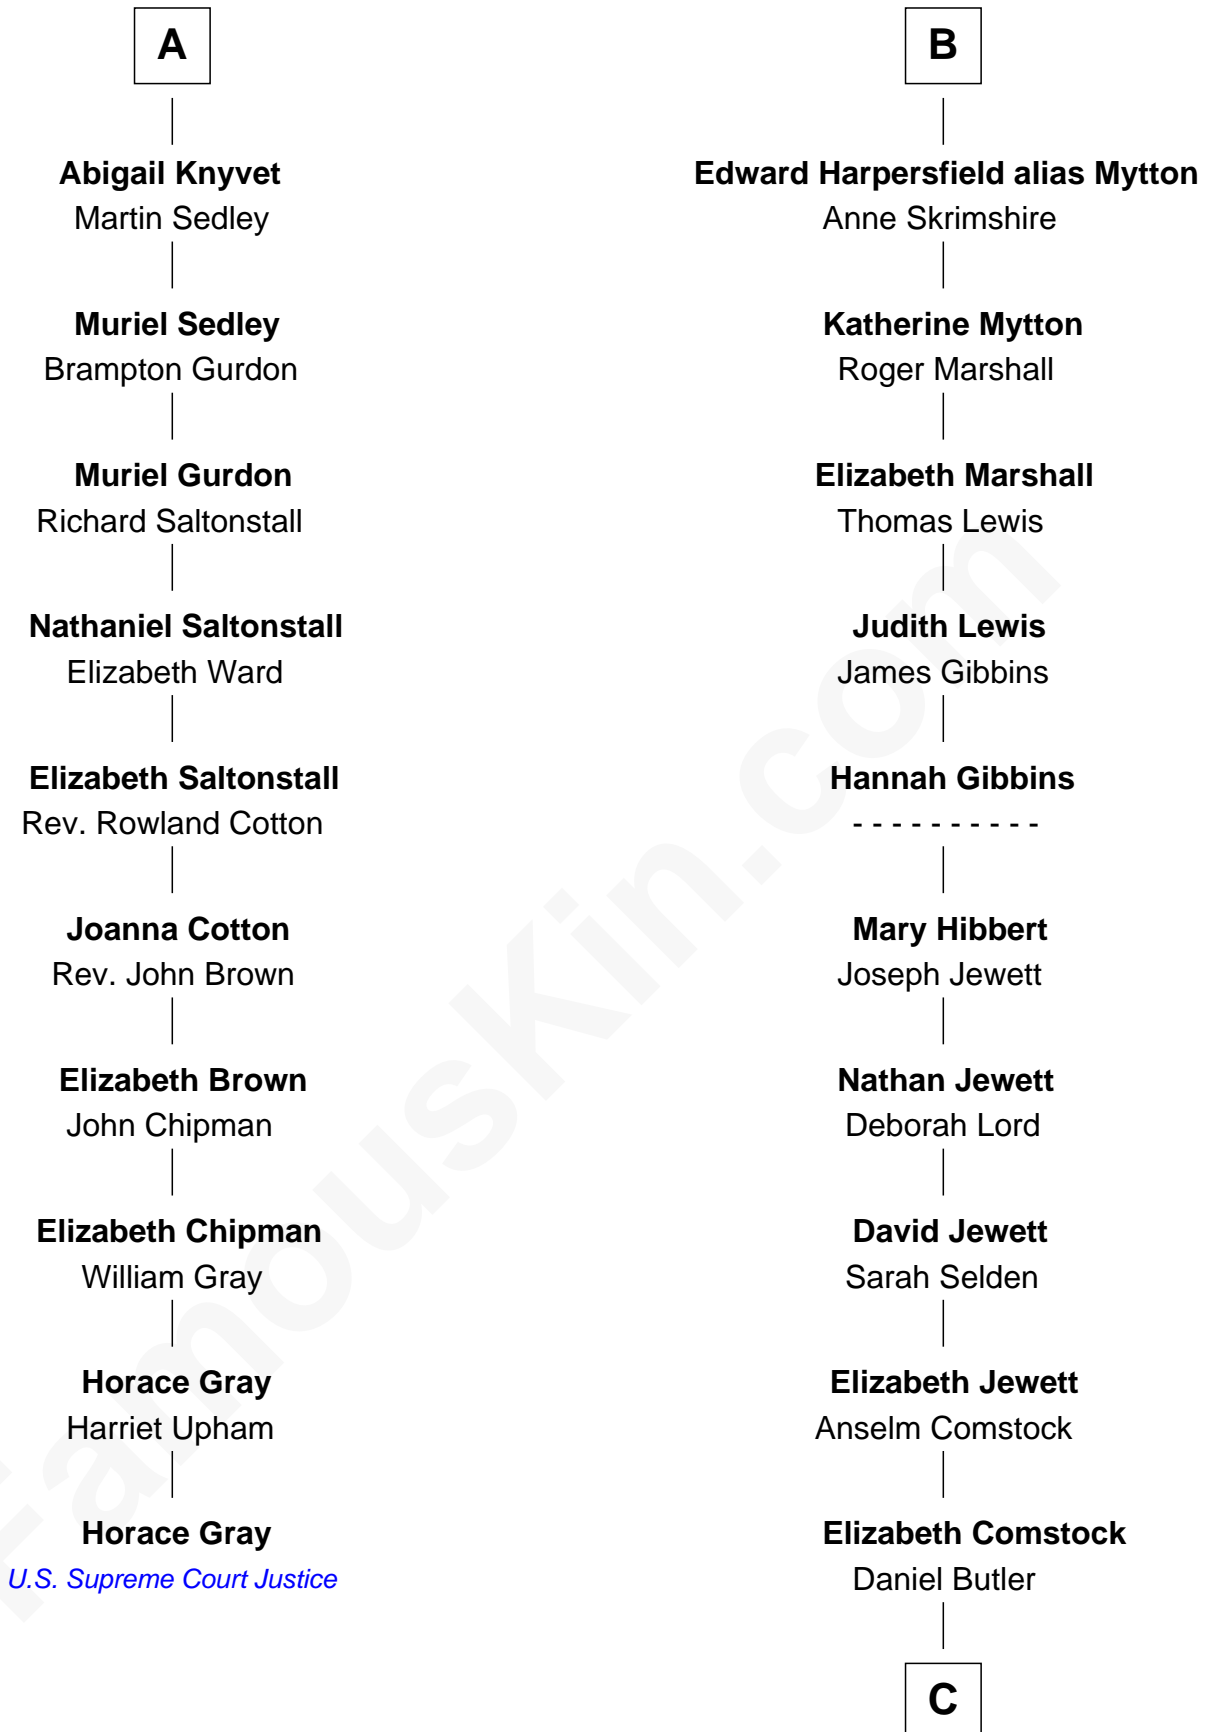 A
Abigail Knyvet
Martin Sedley
Muriel Sedley
Brampton Gurdon
Muriel Gurdon
Richard Saltonstall
Nathaniel Saltonstall
Elizabeth Ward
Elizabeth Saltonstall
Rev. Rowland Cotton
Joanna Cotton
Rev. John Brown
Elizabeth Brown
John Chipman
Elizabeth Chipman
William Gray
Horace Gray
Harriet Upham
Horace Gray
U.S. Supreme Court Justice
B
Edward Harpersfield alias Mytton
Anne Skrimshire
Katherine Mytton
Roger Marshall
Elizabeth Marshall
Thomas Lewis
Judith Lewis
James Gibbins
Hannah Gibbins
- - - - - - - - - -
Mary Hibbert
Joseph Jewett
Nathan Jewett
Deborah Lord
David Jewett
Sarah Selden
Elizabeth Jewett
Anselm Comstock
Elizabeth Comstock
Daniel Butler
C
FamousKin.com